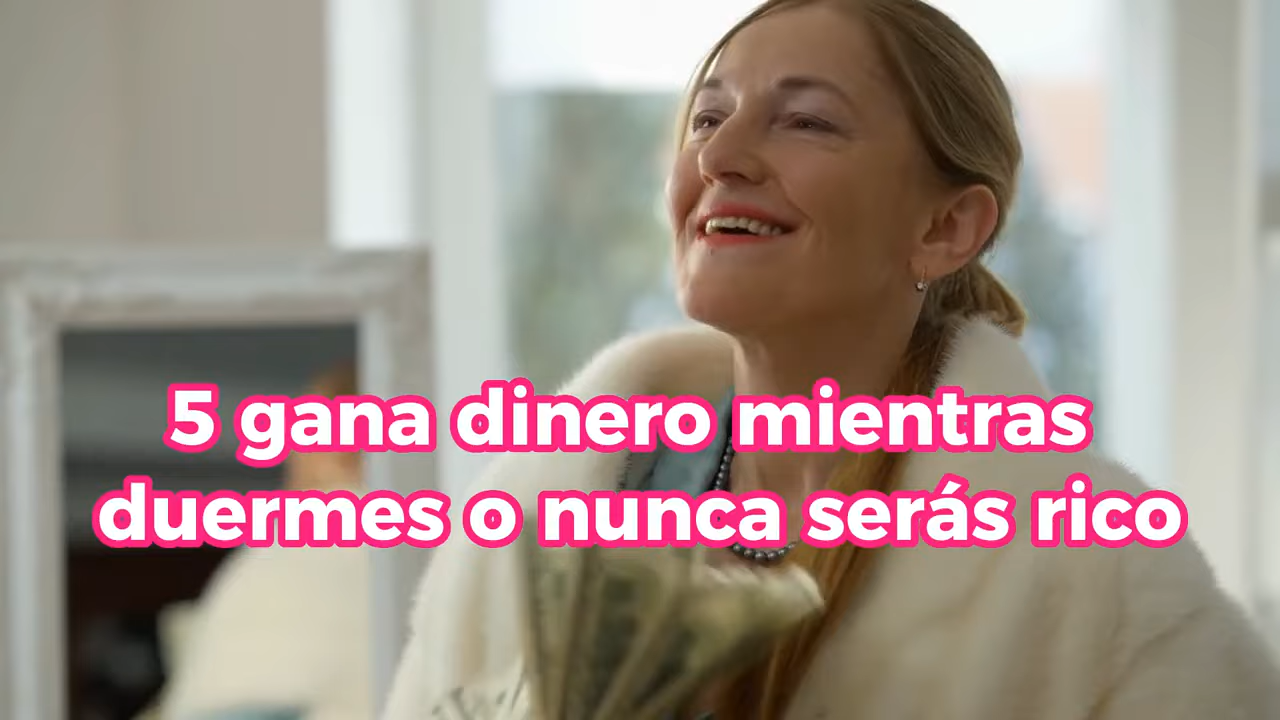 5 gana dinero mientras
duermes o nunca serás rico